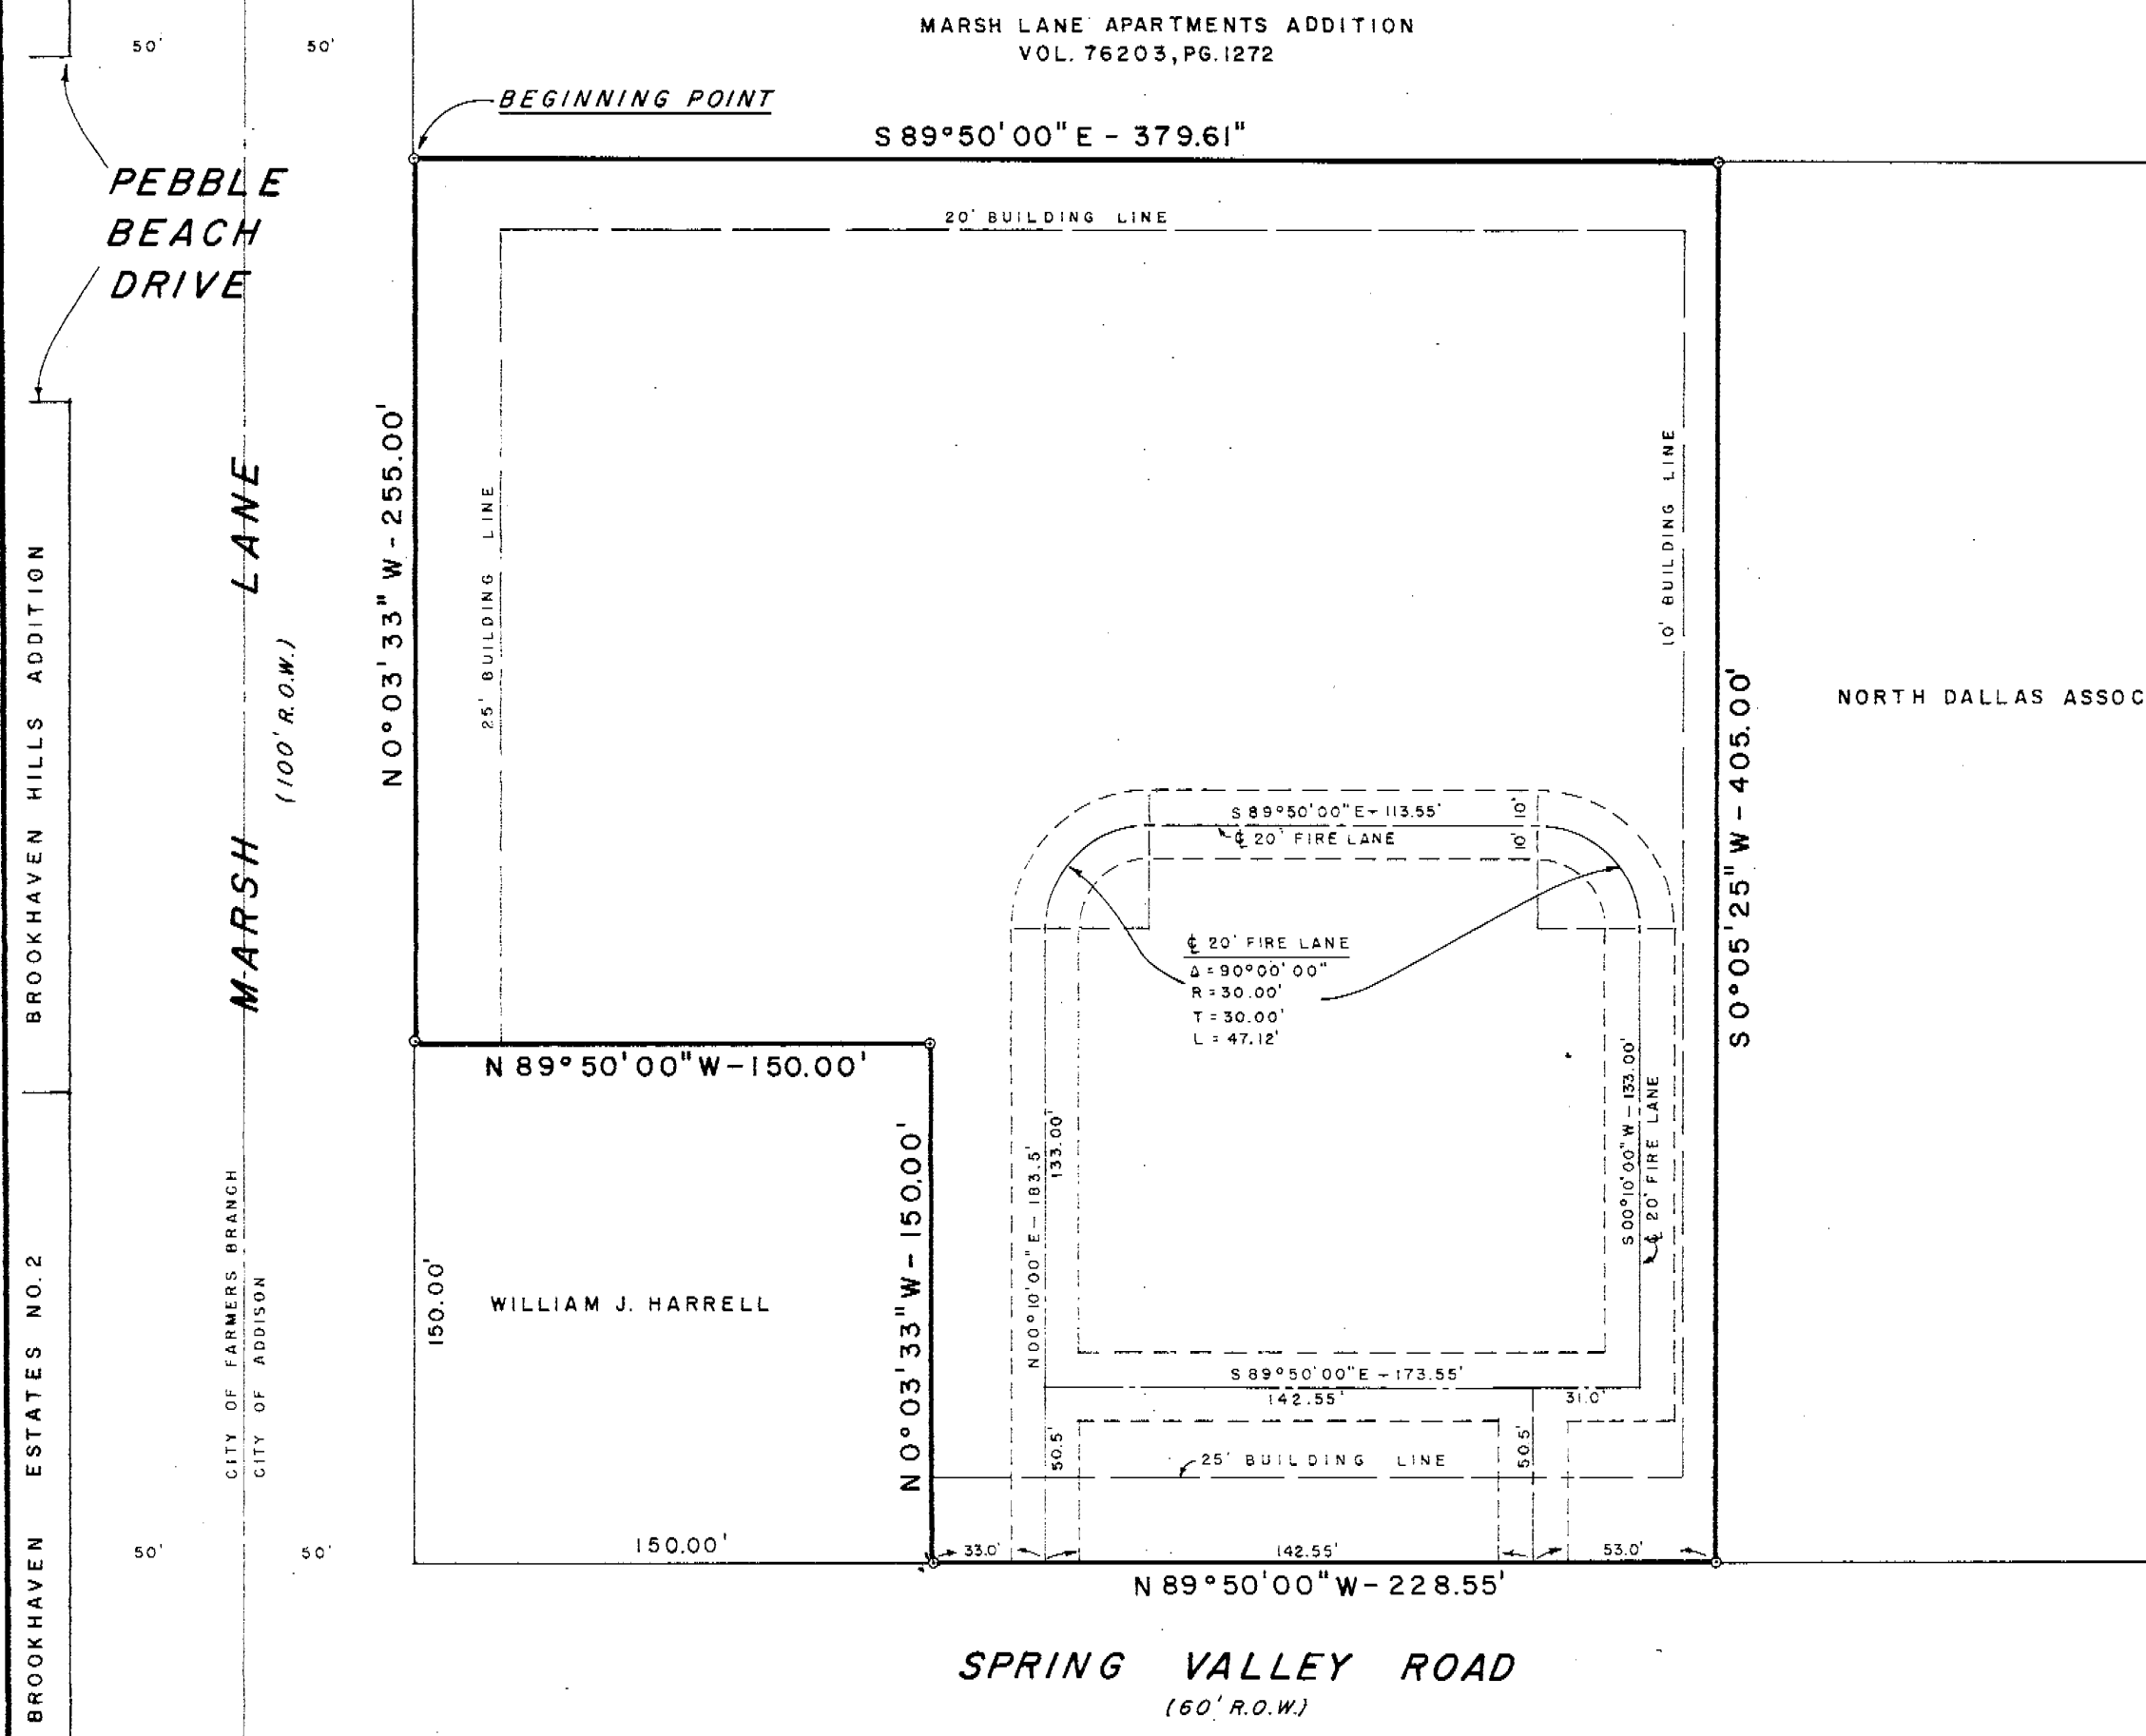 MARSH LANE APARTMENTS ADDITION
VOL. 76203, PG. 1272
50'
50'
BEGINNING POINT
S 89°50'00" E - 379.61"
PEBBLE
BEACH
DRIVE
20' BUILDING LINE
N 0°03'33" W - 255.00'
25' BUILDING LINE
10' BUILDING LINE
MARSH LANE
(100' R.O.W.)
BROOKHAVEN HILLS ADDITION
S 0°05'25" W - 405.00'
NORTH DALLAS ASSOC
S 89°50'00" E - 113.55'
10'
10'
℄ 20' FIRE LANE
℄ 20' FIRE LANE
Δ = 90°00'00"
R = 30.00'
T = 30.00'
L = 47.12'
N 89°50'00" W - 150.00'
N 0°03'33" W - 150.00'
N 00°10'00" E - 183.5'
133.00'
S 00°10'00" W - 133.00'
℄ 20' FIRE LANE
150.00'
WILLIAM J. HARRELL
CITY OF FARMERS BRANCH
CITY OF ADDISON
BROOKHAVEN ESTATES NO. 2
S 89°50'00" E - 173.55'
142.55'
31.0'
50.5'
50.5'
25' BUILDING LINE
50'
50'
150.00'
33.0'
142.55'
53.0'
N 89°50'00" W - 228.55'
SPRING VALLEY ROAD
(60' R.O.W.)